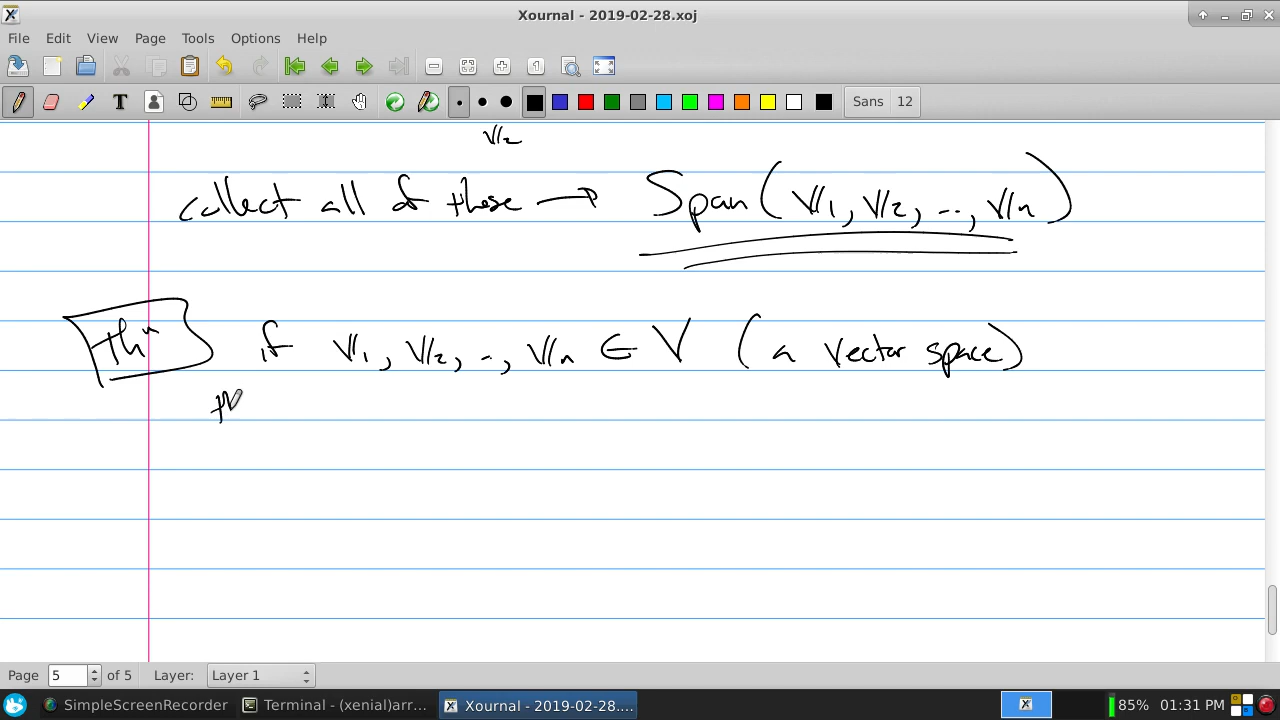 Xournal - 2019-02-28.xoj
File Edit View Page Tools Options Help
Sans 12
𝕍2
collect all of these → Span(𝕍1, 𝕍2, .., 𝕍n)
Thm if 𝕍1, 𝕍2, .., 𝕍n ∈ V (a vector space)
th
Page 5 of 5 Layer: Layer 1
SimpleScreenRecorder Terminal - (xenial)arr... Xournal - 2019-02-28.... 85% 01:31 PM